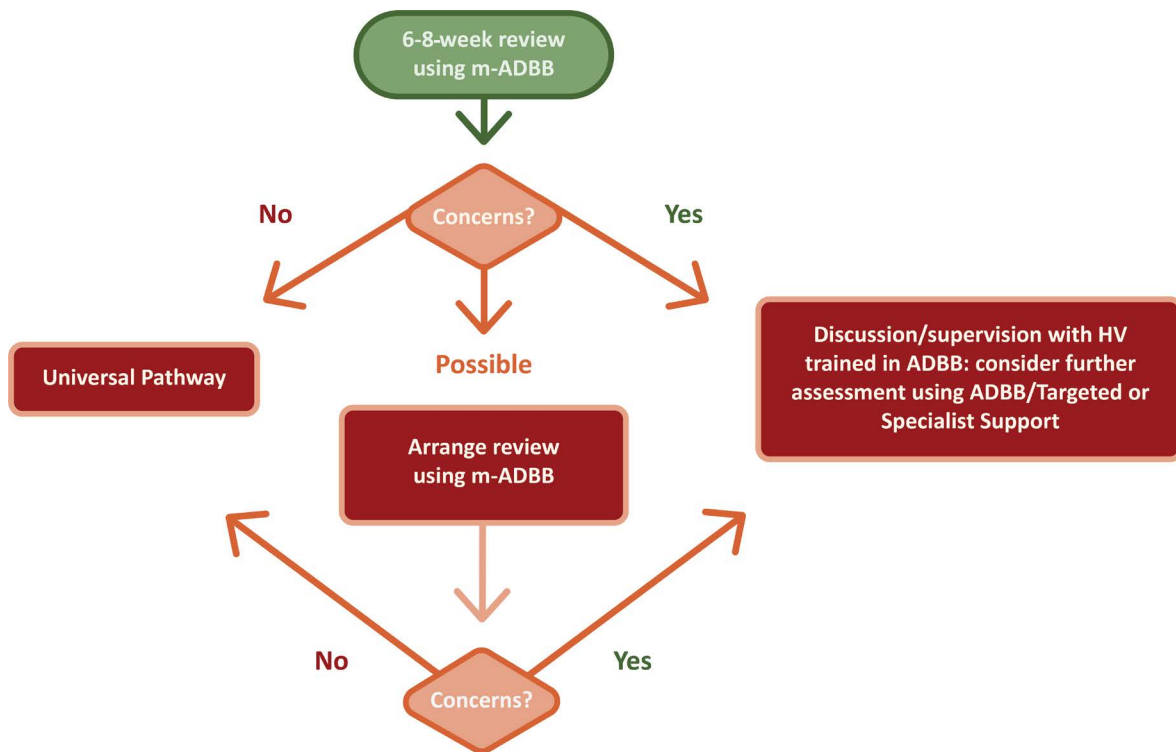 6-8-week review
using m-ADBB
Concerns?
No
Yes
Possible
Universal Pathway
Discussion/supervision with HV
trained in ADBB: consider further
assessment using ADBB/Targeted or
Specialist Support
Arrange review
using m-ADBB
No
Yes
Concerns?